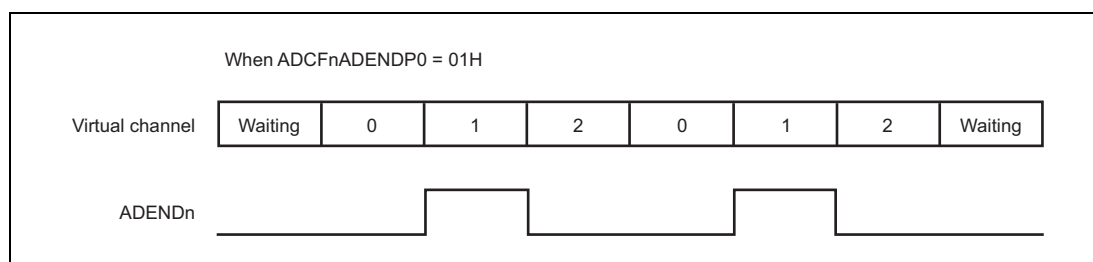 When ADCFnADENDP0 = 01H
Virtual channel Waiting 0 1 2 0 1 2 Waiting
ADENDn